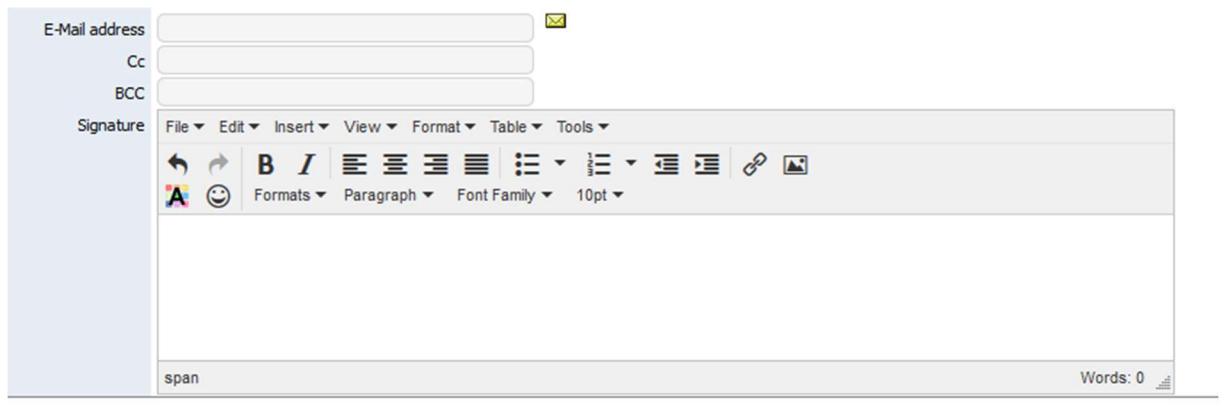 E-Mail address
Cc
BCC
Signature File Edit Insert View Format Table Tools
B I
A Formats Paragraph Font Family 10pt
span Words: 0